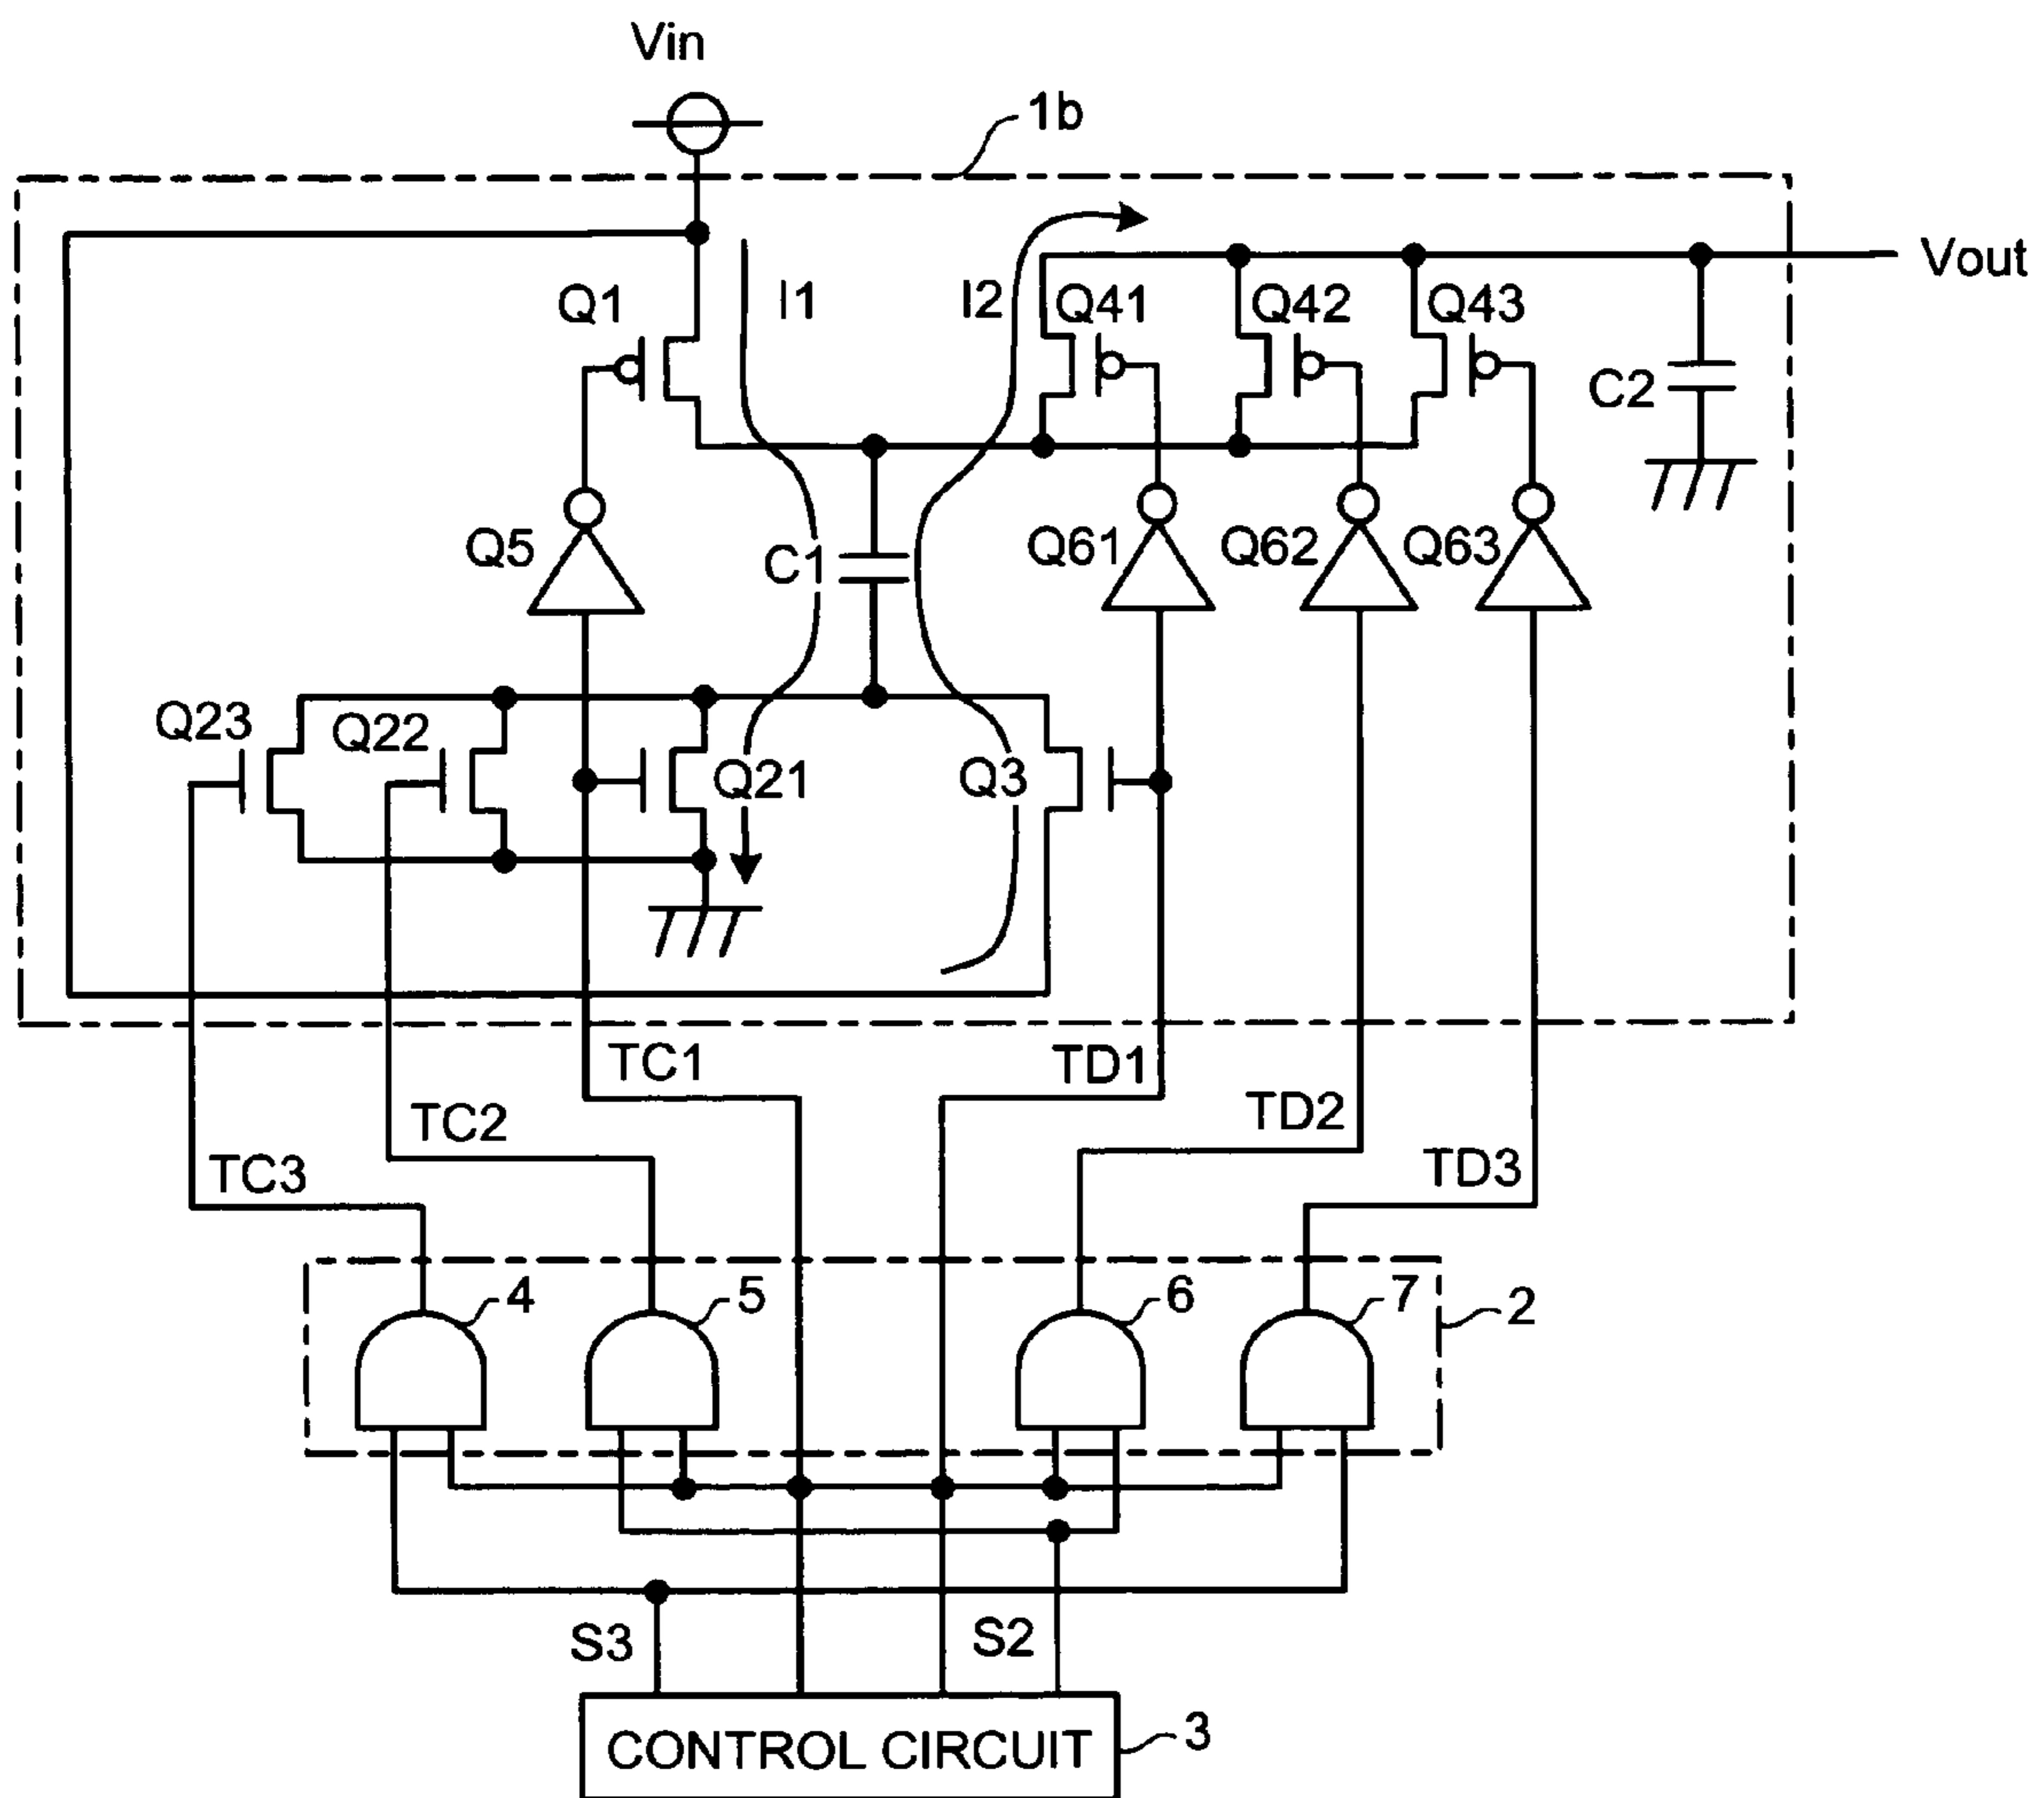 Vin
1b
Vout
Q1
I1
I2
Q41
Q42
Q43
C2
Q5
C1
Q61
Q62
Q63
Q23
Q22
Q21
Q3
TC1
TD1
TC2
TD2
TC3
TD3
4
5
6
7
2
S3
S2
CONTROL CIRCUIT
3